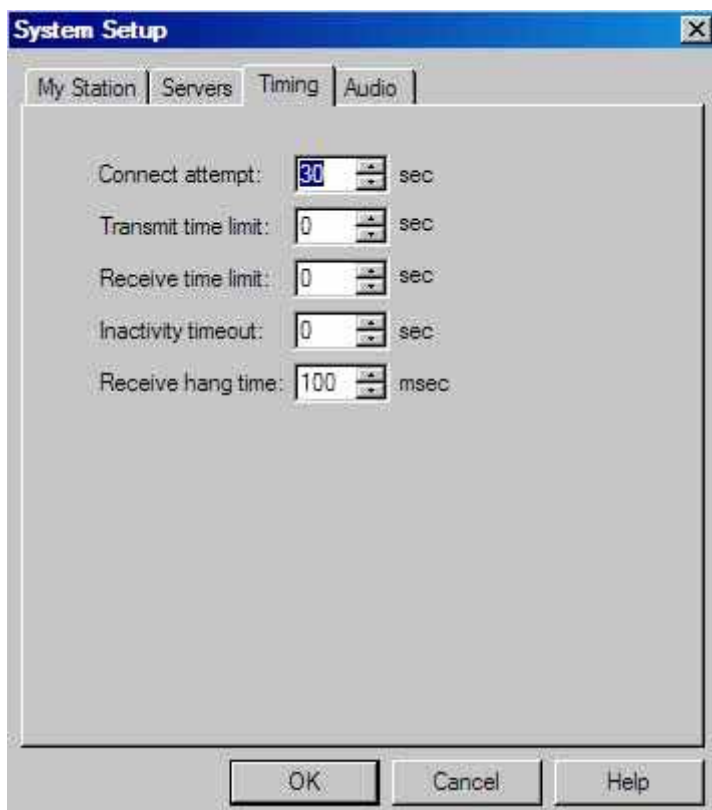 System Setup
My Station Servers Timing Audio
Connect attempt: 30 sec
Transmit time limit: 0 sec
Receive time limit: 0 sec
Inactivity timeout: 0 sec
Receive hang time: 100 msec
OK Cancel Help